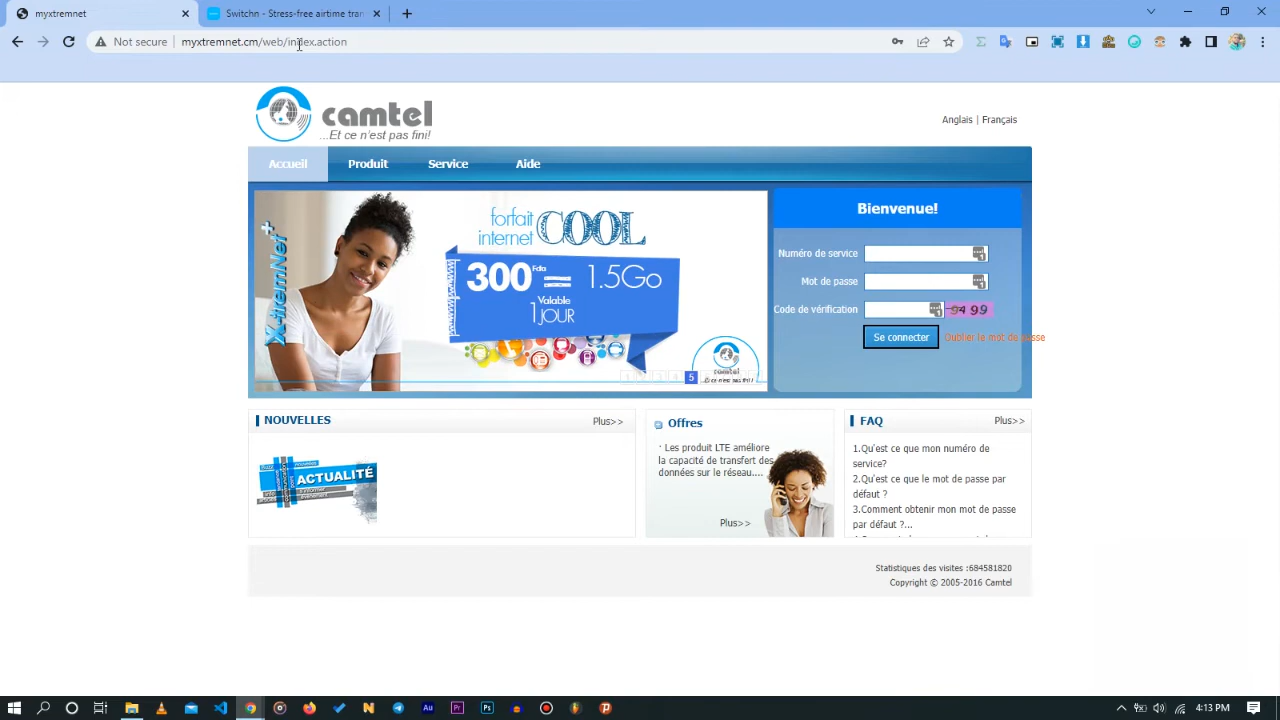 myxtremnet
Switchn - Stress-free airtime tran
Not secure
myxtremnet.cm/web/index.action
camtel
...Et ce n'est pas fini!
Anglais | Français
Accueil
Produit
Service
Aide
forfait
internet
COOL
XtremNet+
300 Fcfa = 1.5Go
Valable
1JOUR
5
camtel
Bienvenue!
Numéro de service
Mot de passe
Code de vérification
9499
Se connecter
Oublier le mot de passe
NOUVELLES
Plus>>
ACTUALITÉ
Offres
· Les produit LTE améliore
la capacité de transfert des
données sur le réseau....
Plus>>
FAQ
Plus>>
1.Qu'est ce que mon numéro de
service?
2.Qu'est ce que le mot de passe par
défaut ?
3.Comment obtenir mon mot de passe
par défaut ?...
Statistiques des visites :684581820
Copyright © 2005-2016 Camtel
4:13 PM